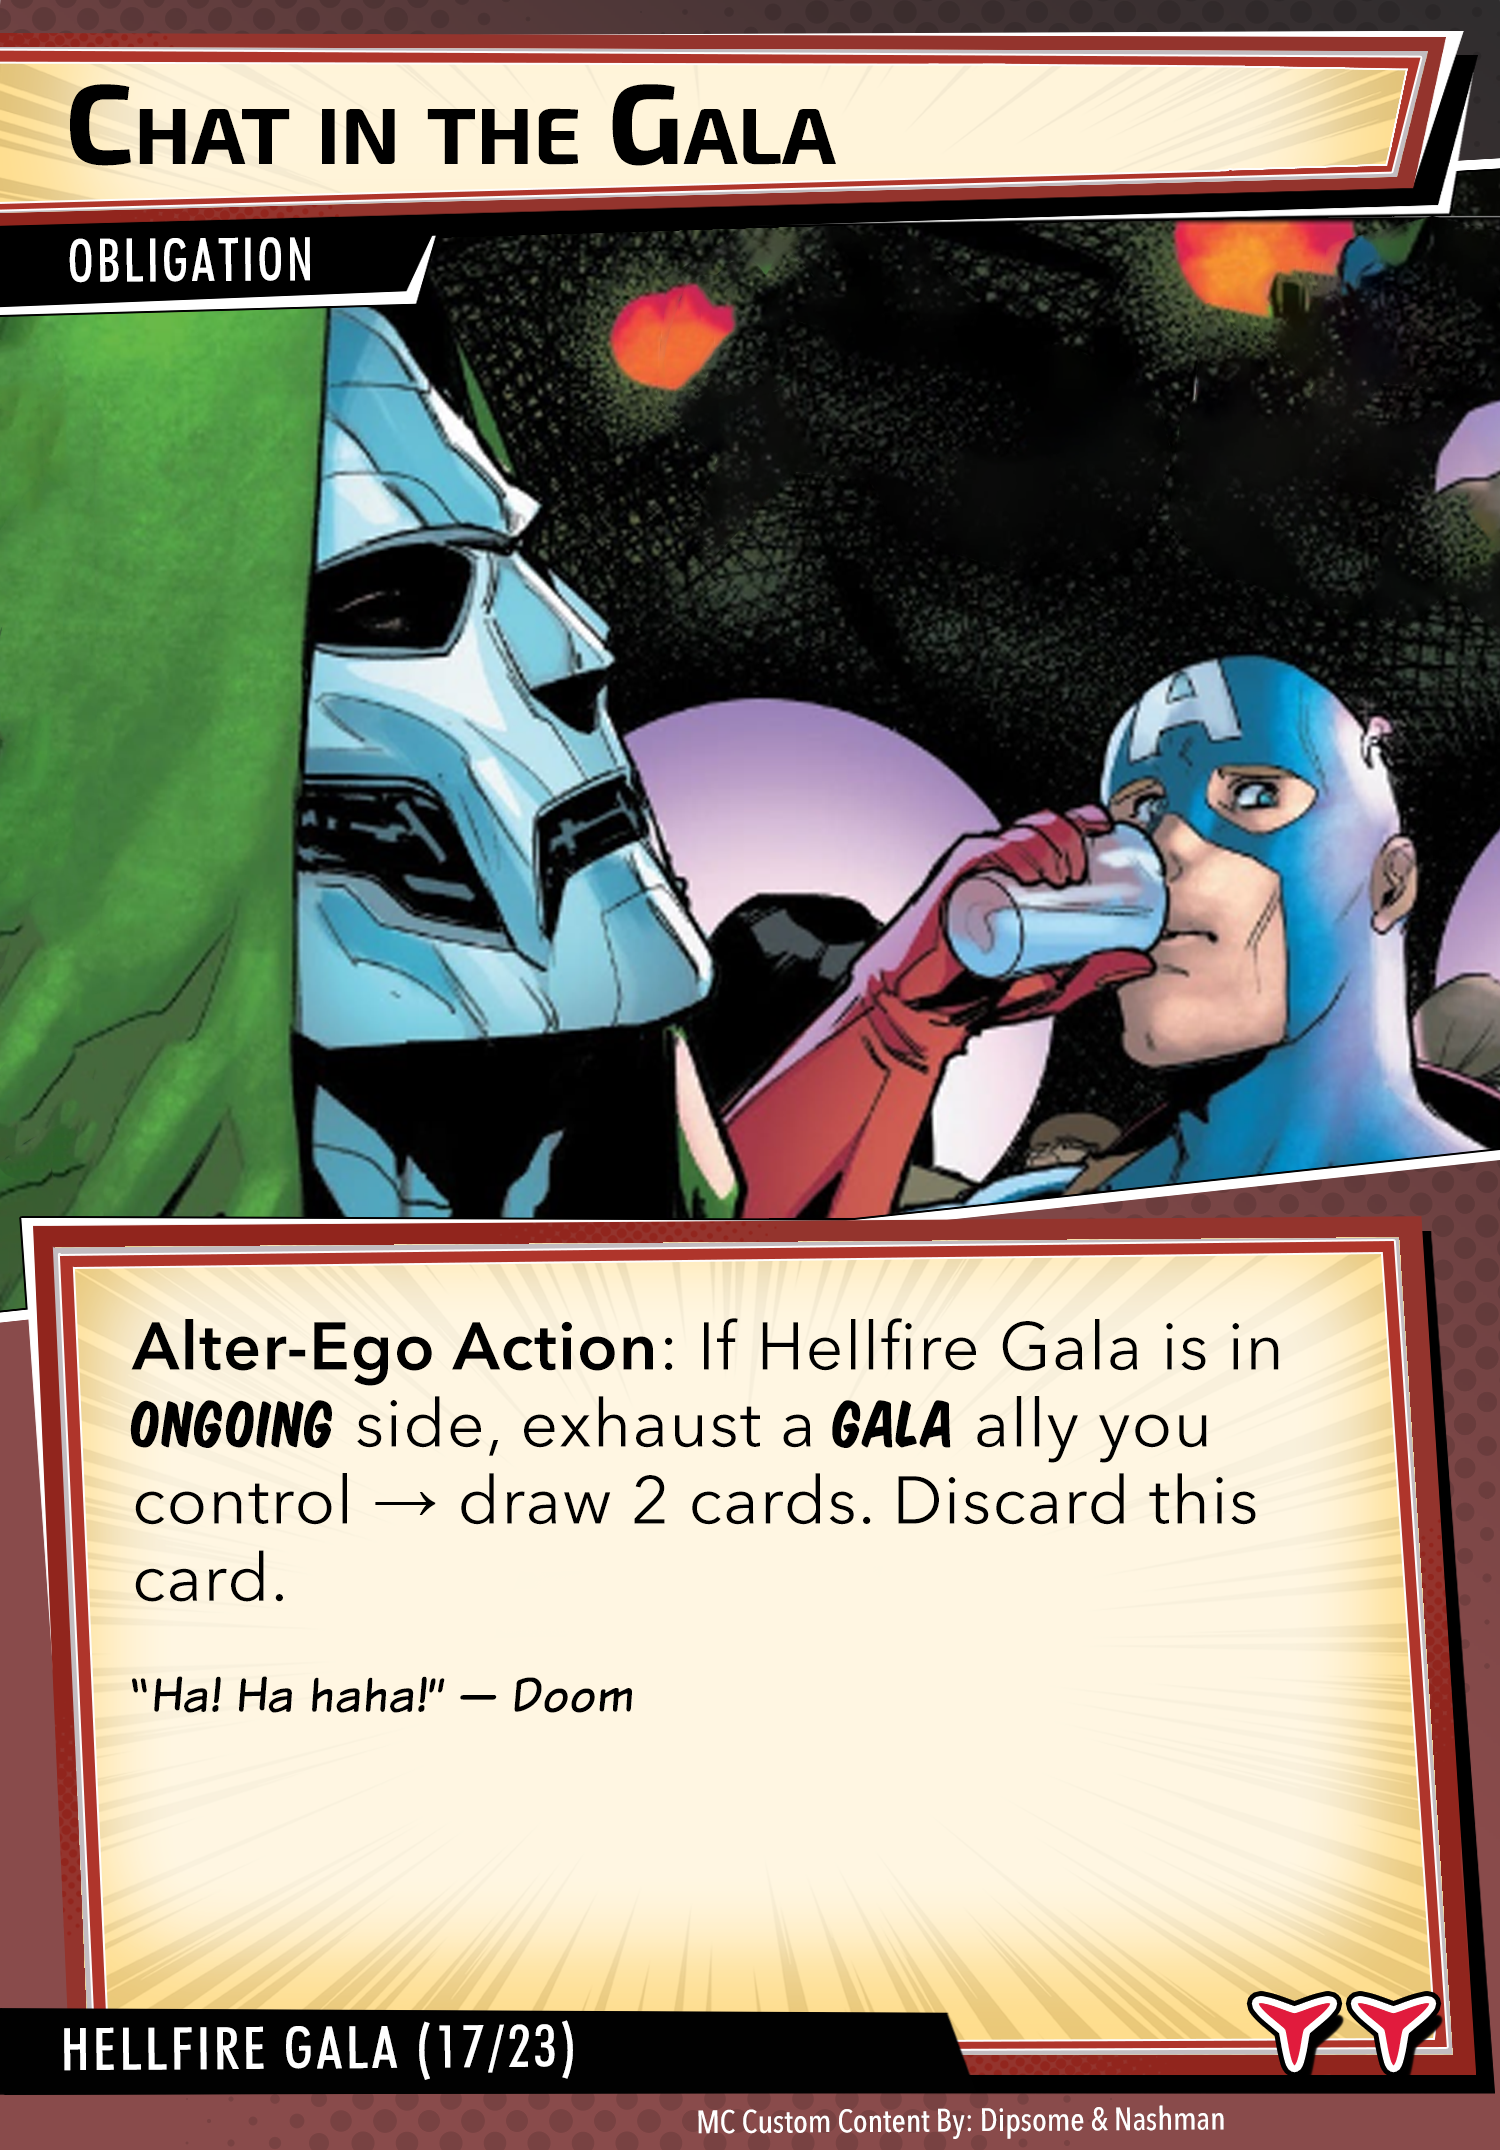 Chat in the Gala
OBLIGATION
A
Alter-Ego Action: If Hellfire Gala is in
ONGOING side, exhaust a GALA ally you
control → draw 2 cards. Discard this
card.
"Ha! Ha haha!" — Doom
HELLFIRE GALA (17/23)
MC Custom Content By: Dipsome & Nashman